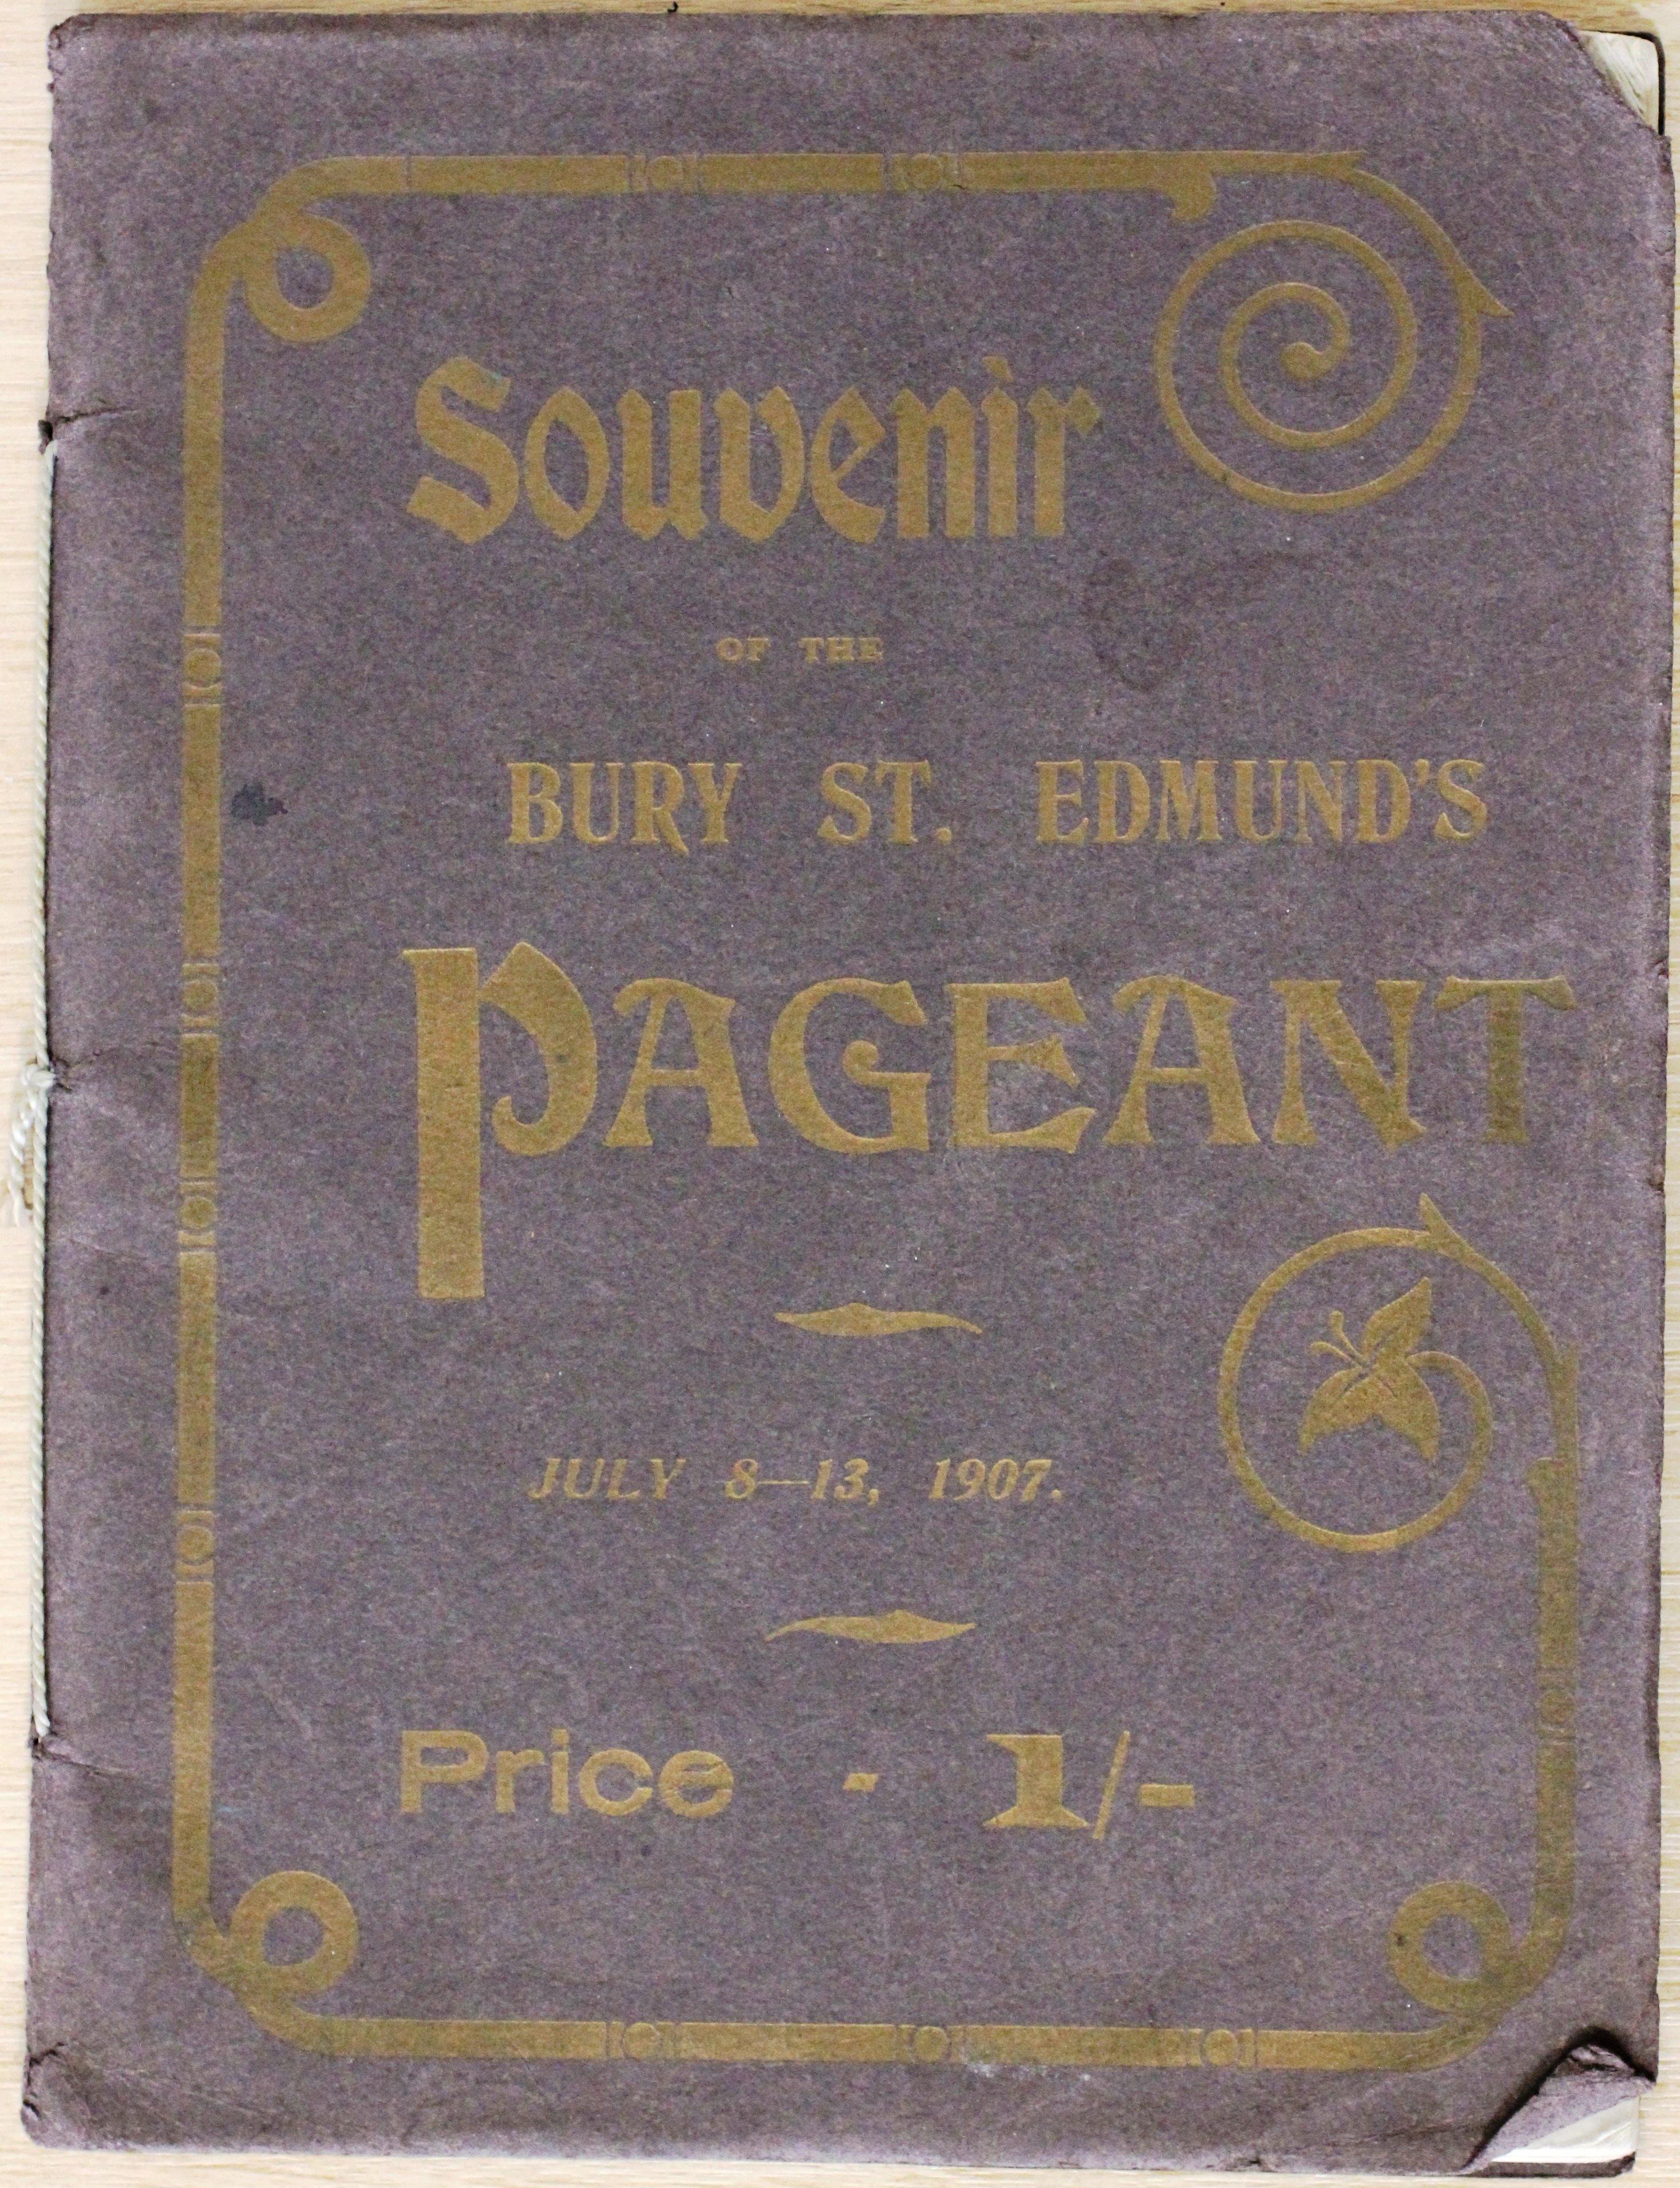 Souvenir
OF THE
BURY ST. EDMUND'S
PAGEANT
JULY 8—13, 1907.
Price - 1/-